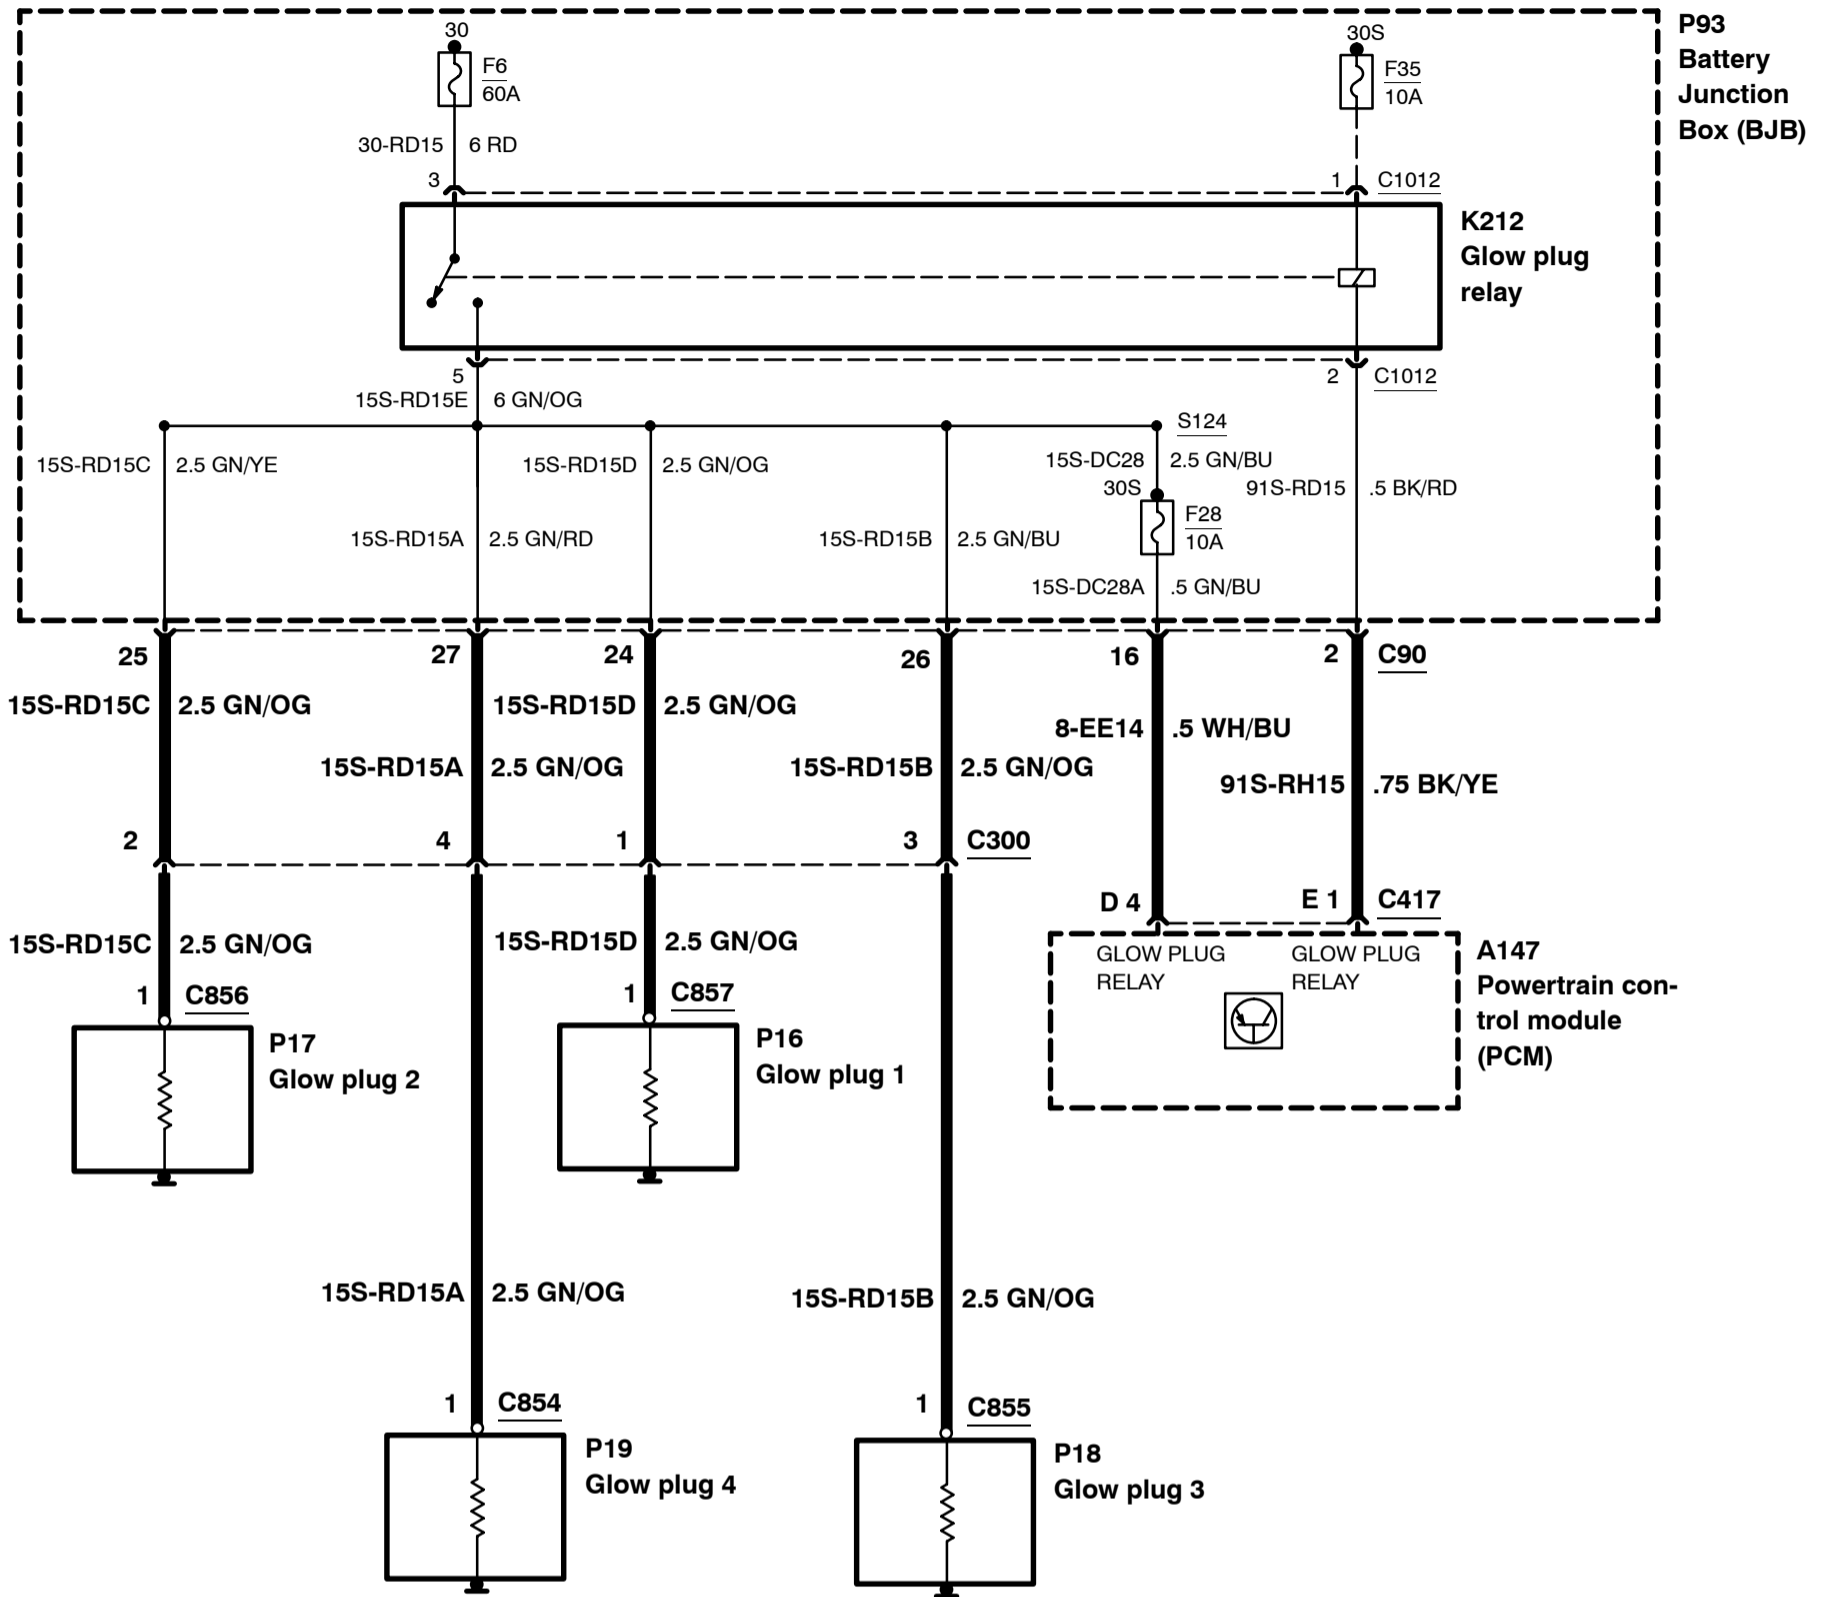 30
30S
P93
Battery
Junction
Box (BJB)
F6
60A
F35
10A
30-RD15 6 RD
3
1 C1012
K212
Glow plug
relay
5
2 C1012
15S-RD15E 6 GN/OG
S124
15S-RD15C 2.5 GN/YE
15S-RD15D 2.5 GN/OG
15S-DC28 2.5 GN/BU
30S
91S-RD15 .5 BK/RD
F28
10A
15S-RD15A 2.5 GN/RD
15S-RD15B 2.5 GN/BU
15S-DC28A .5 GN/BU
25
27
24
26
16
2 C90
15S-RD15C 2.5 GN/OG
15S-RD15D 2.5 GN/OG
8-EE14 .5 WH/BU
15S-RD15A 2.5 GN/OG
15S-RD15B 2.5 GN/OG
91S-RH15 .75 BK/YE
2
4
1
3 C300
D 4
E 1 C417
15S-RD15C 2.5 GN/OG
15S-RD15D 2.5 GN/OG
GLOW PLUG
RELAY
GLOW PLUG
RELAY
A147
Powertrain con-
trol module
(PCM)
1 C856
1 C857
P17
Glow plug 2
P16
Glow plug 1
15S-RD15A 2.5 GN/OG
15S-RD15B 2.5 GN/OG
1 C854
1 C855
P19
Glow plug 4
P18
Glow plug 3